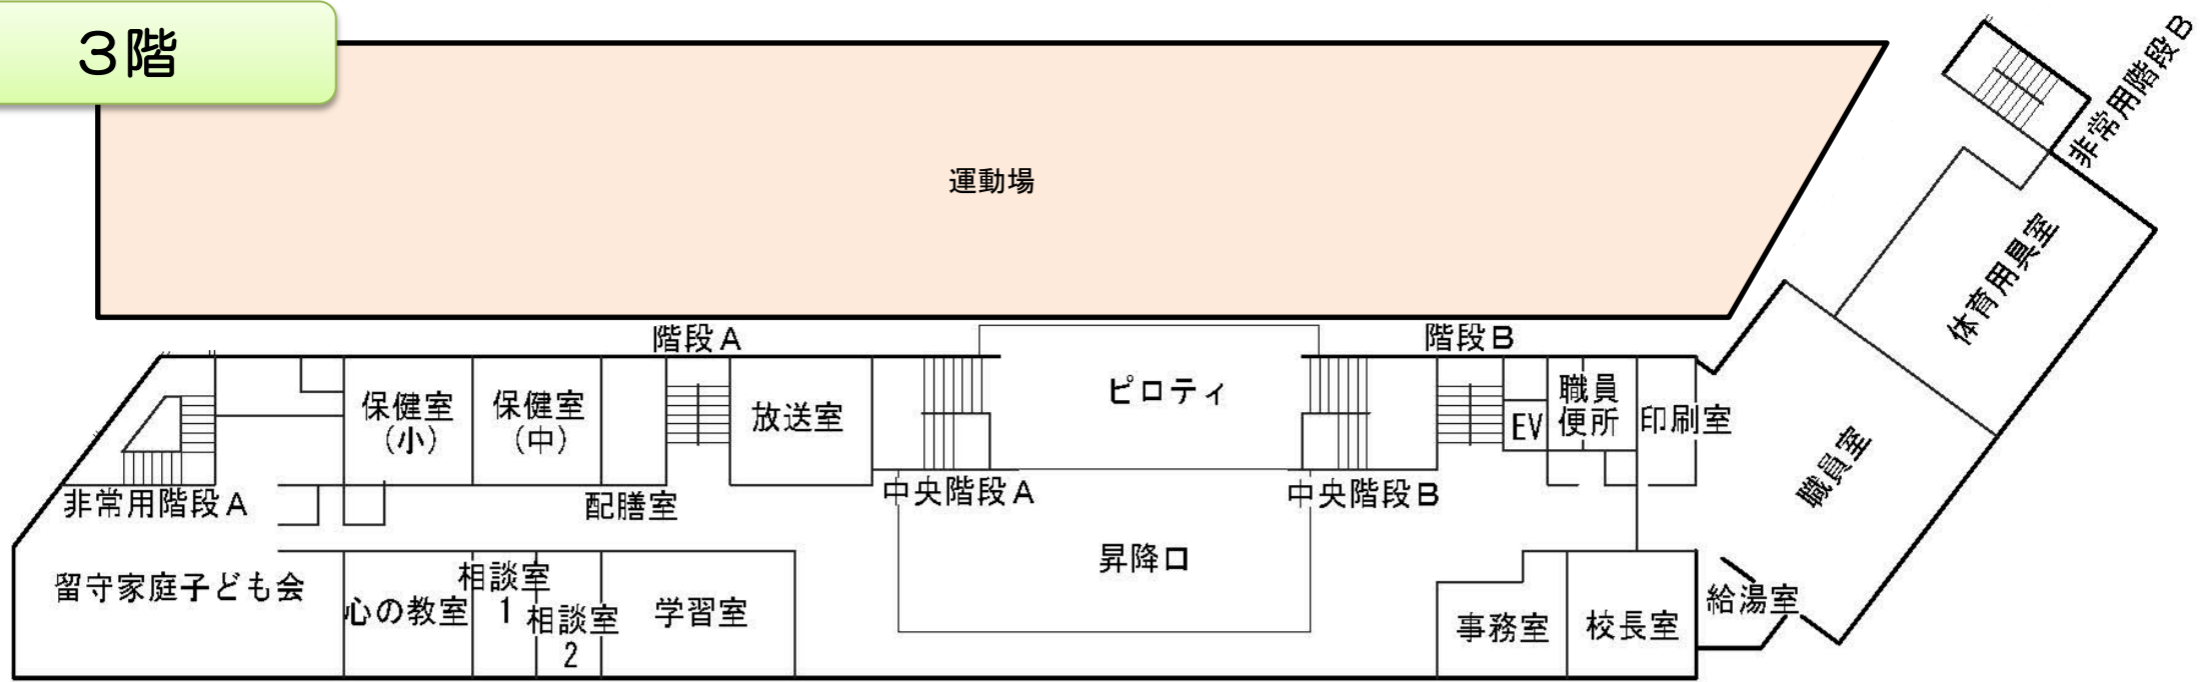 3階
非常用階段B
運動場
体育用具室
階段A
階段B
ピロティ
保健室
(小)
保健室
(中)
放送室
EV
職員
便所
印刷室
職員室
非常用階段A
配膳室
中央階段A
中央階段B
昇降口
留守家庭子ども会
心の教室
相談室
1
相談室
2
学習室
事務室
校長室
給湯室